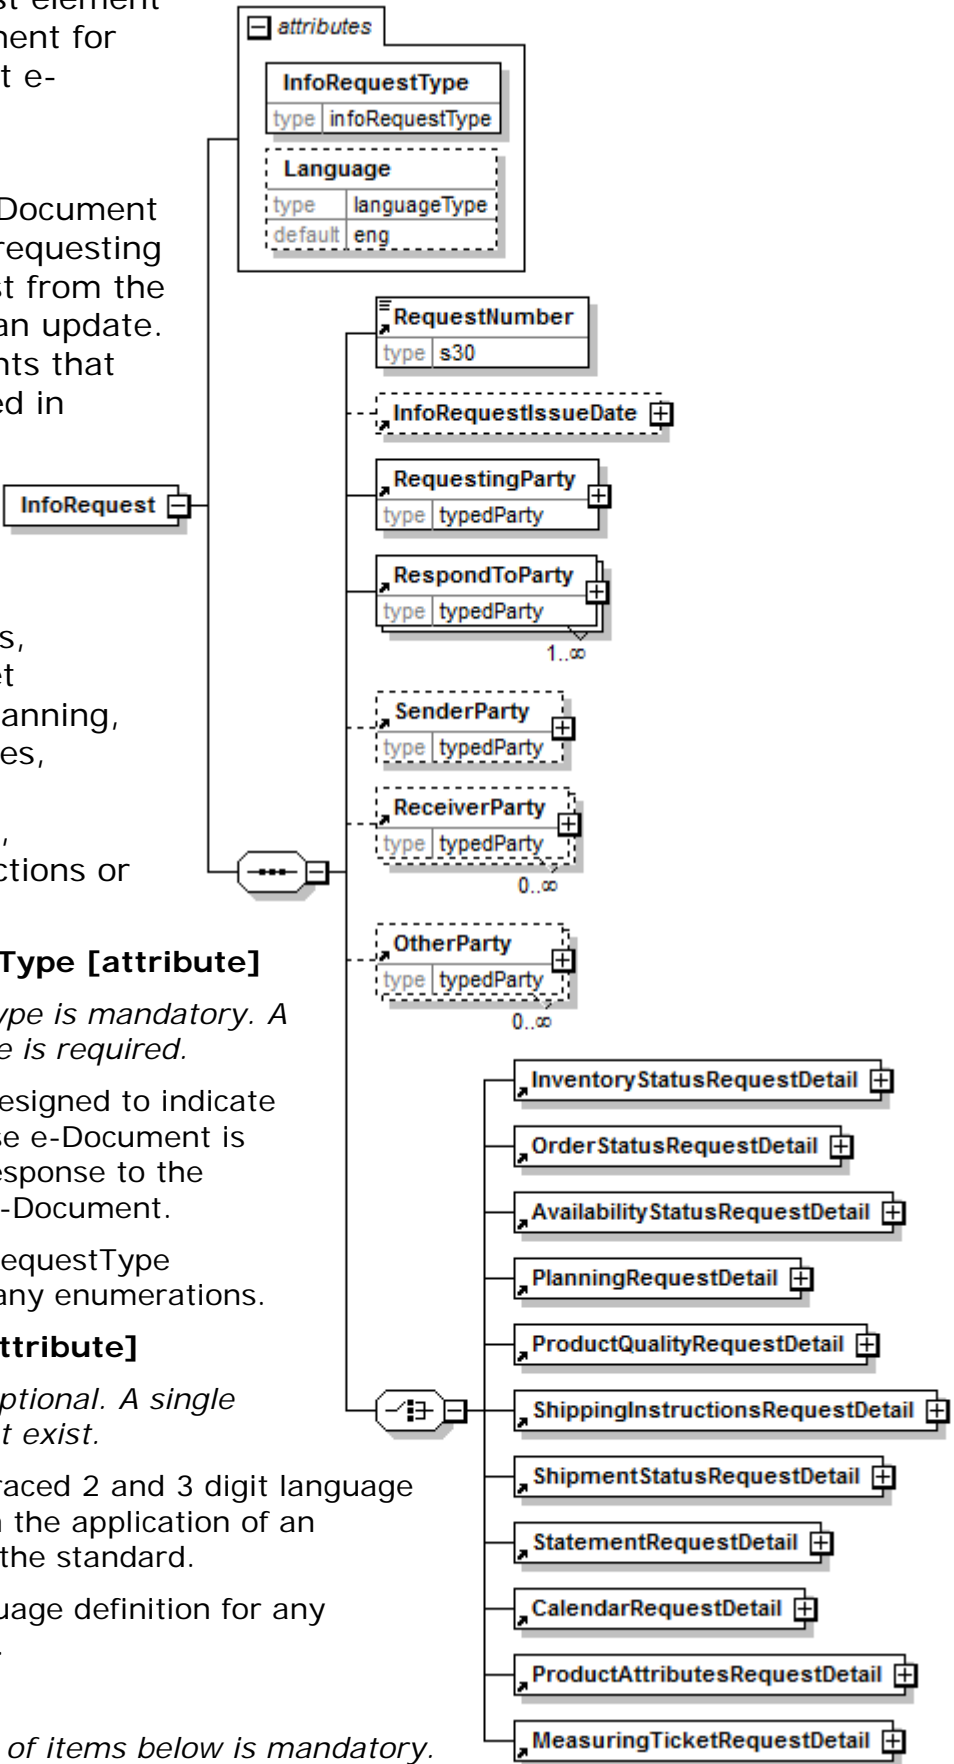 st element
nent for
t e-
Document
requesting
st from the
an update.
nts that
ed in
s,
et
anning,
es,
,
ctions or
Type [attribute]
ype is mandatory. A
e is required.
esigned to indicate
se e-Document is
esponse to the
-Document.
equestType
any enumerations.
ttribute]
ptional. A single
t exist.
raced 2 and 3 digit language
n the application of an
the standard.
uage definition for any
.
of items below is mandatory.
attributes
InfoRequestType
type infoRequestType
Language
type languageType
default eng
InfoRequest
RequestNumber
type s30
InfoRequestIssueDate
RequestingParty
type typedParty
RespondToParty
type typedParty
1..∞
SenderParty
type typedParty
ReceiverParty
type typedParty
0..∞
OtherParty
type typedParty
0..∞
InventoryStatusRequestDetail
OrderStatusRequestDetail
AvailabilityStatusRequestDetail
PlanningRequestDetail
ProductQualityRequestDetail
ShippingInstructionsRequestDetail
ShipmentStatusRequestDetail
StatementRequestDetail
CalendarRequestDetail
ProductAttributesRequestDetail
MeasuringTicketRequestDetail